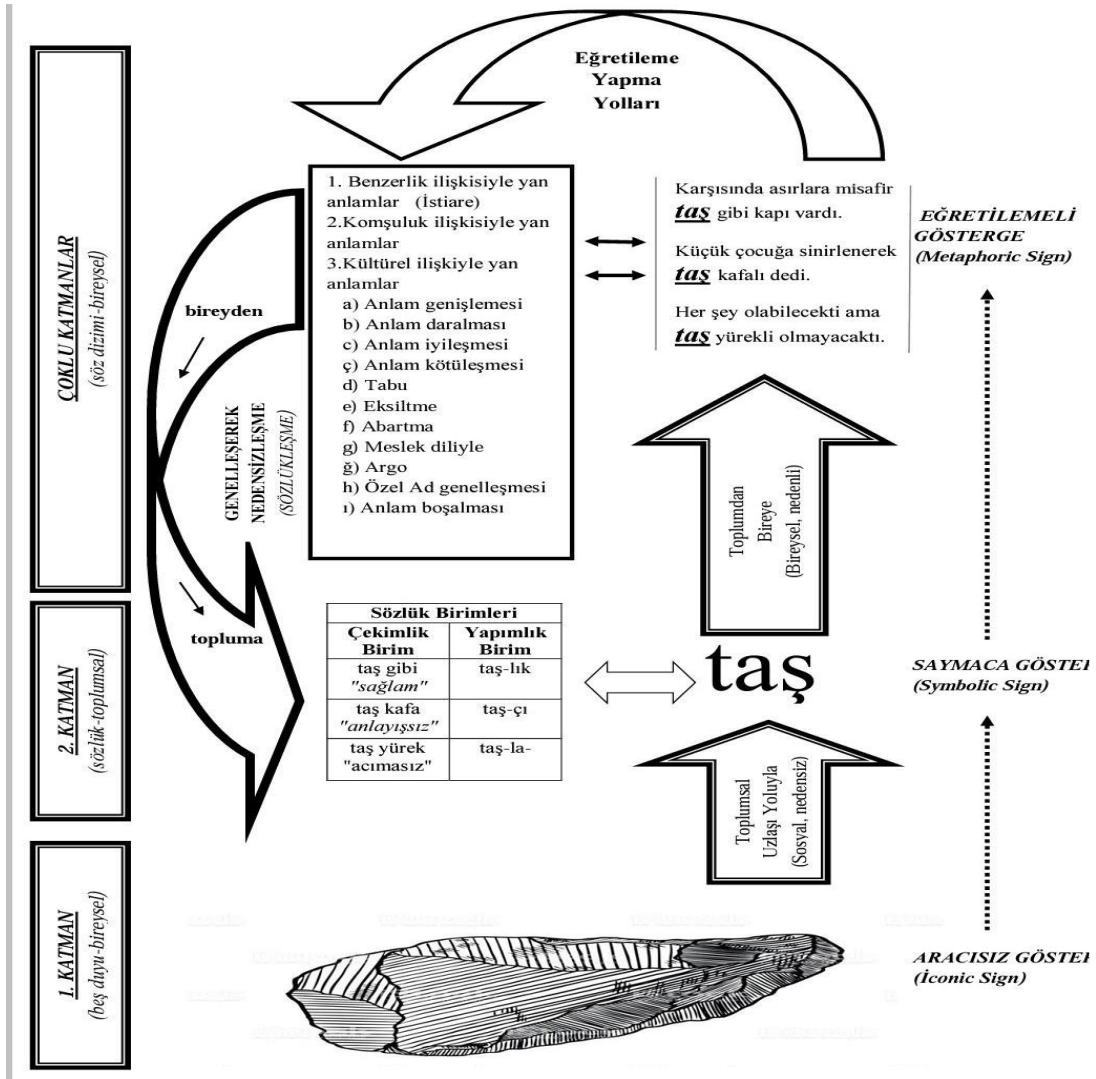 Eğretileme
Yapma
Yolları
ÇOKLU KATMANLAR
(söz dizimi-bireysel)
bireyden
GENELLEŞEREK
NEDENSİZLEŞME
(SÖZLÜKLEŞME)
topluma
1. Benzerlik ilişkisiyle yan
anlamlar (İstiare)
2.Komşuluk ilişkisiyle yan
anlamlar
3.Kültürel ilişkiyle yan
anlamlar
a) Anlam genişlemesi
b) Anlam daralması
c) Anlam iyileşmesi
ç) Anlam kötüleşmesi
d) Tabu
e) Eksiltme
f) Abartma
g) Meslek diliyle
ğ) Argo
h) Özel Ad genelleşmesi
ı) Anlam boşalması
Karşısında asırlara misafir
taş gibi kapı vardı.
Küçük çocuğa sinirlenerek
taş kafalı dedi.
Her şey olabilecekti ama
taş yürekli olmayacaktı.
EĞRETİLEMELİ
GÖSTERGE
(Metaphoric Sign)
Toplumdan
Bireye
(Bireysel, nedenli)
2. KATMAN
(sözlük-toplumsal)
Sözlük Birimleri
Çekimlik Yapımlık
Birim Birim
taş gibi taş-lık
"sağlam"
taş kafa taş-çı
"anlayışsız"
taş yürek taş-la-
"acımasız"
taş
SAYMACA GÖSTER
(Symbolic Sign)
Toplumsal
Uzlaşı Yoluyla
(Sosyal, nedensiz)
1. KATMAN
(beş duyu-bireysel)
ARACISIZ GÖSTER
(İconic Sign)